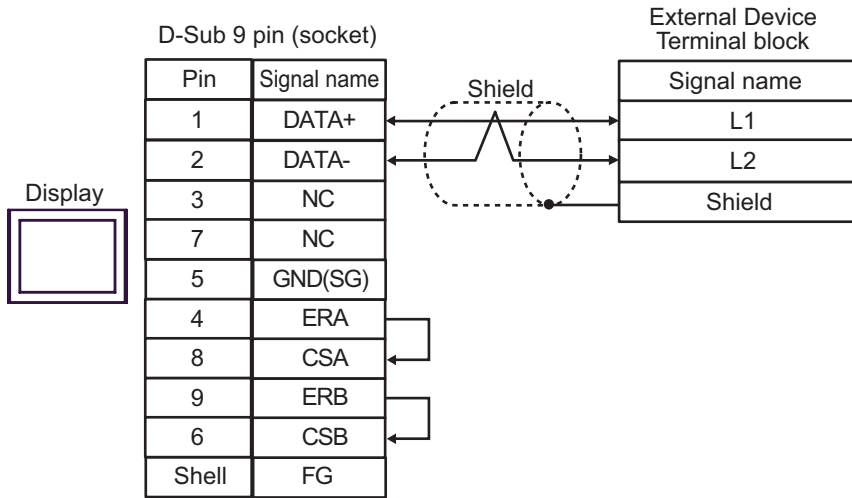 External Device
Terminal block
D-Sub 9 pin (socket)
Pin Signal name
1 DATA+
2 DATA-
3 NC
7 NC
5 GND(SG)
4 ERA
8 CSA
9 ERB
6 CSB
Shell FG
Display
Shield
Signal name
L1
L2
Shield